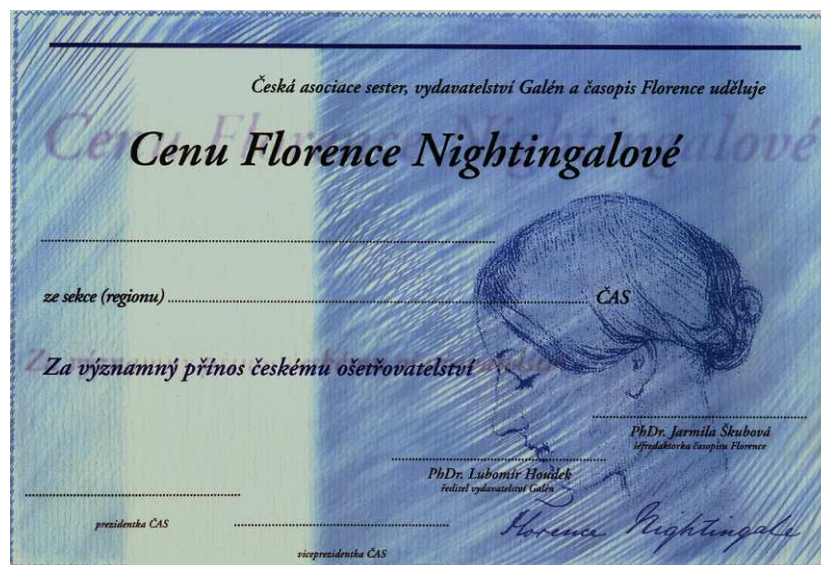 Česká asociace sester, vydavatelství Galén a časopis Florence uděluje
Cenu Florence Nightingalové
ze sekce (regionu) ČAS
Za významný přínos českému ošetřovatelství
PhDr. Jarmila Škubová
šéfredaktorka časopisu Florence
PhDr. Lubomír Houdek
ředitel vydavatelství Galén
prezidentka ČAS
viceprezidentka ČAS
Florence Nightingale